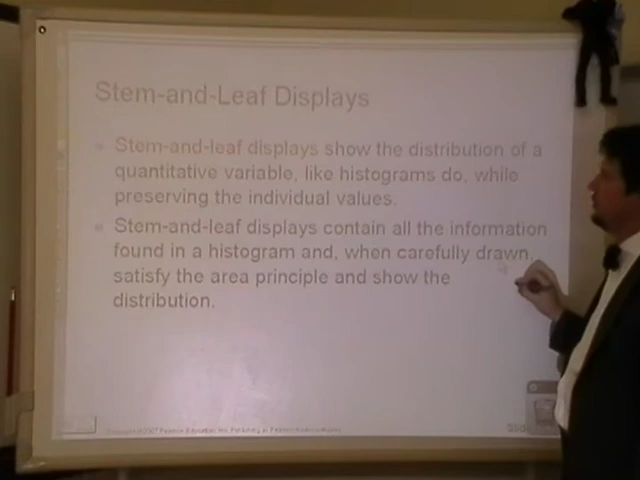 Stem-and-Leaf Displays
Stem-and-leaf displays show the distribution of a
quantitative variable, like histograms do, while
preserving the individual values.
Stem-and-leaf displays contain all the information
found in a histogram and, when carefully drawn,
satisfy the area principle and show the
distribution.